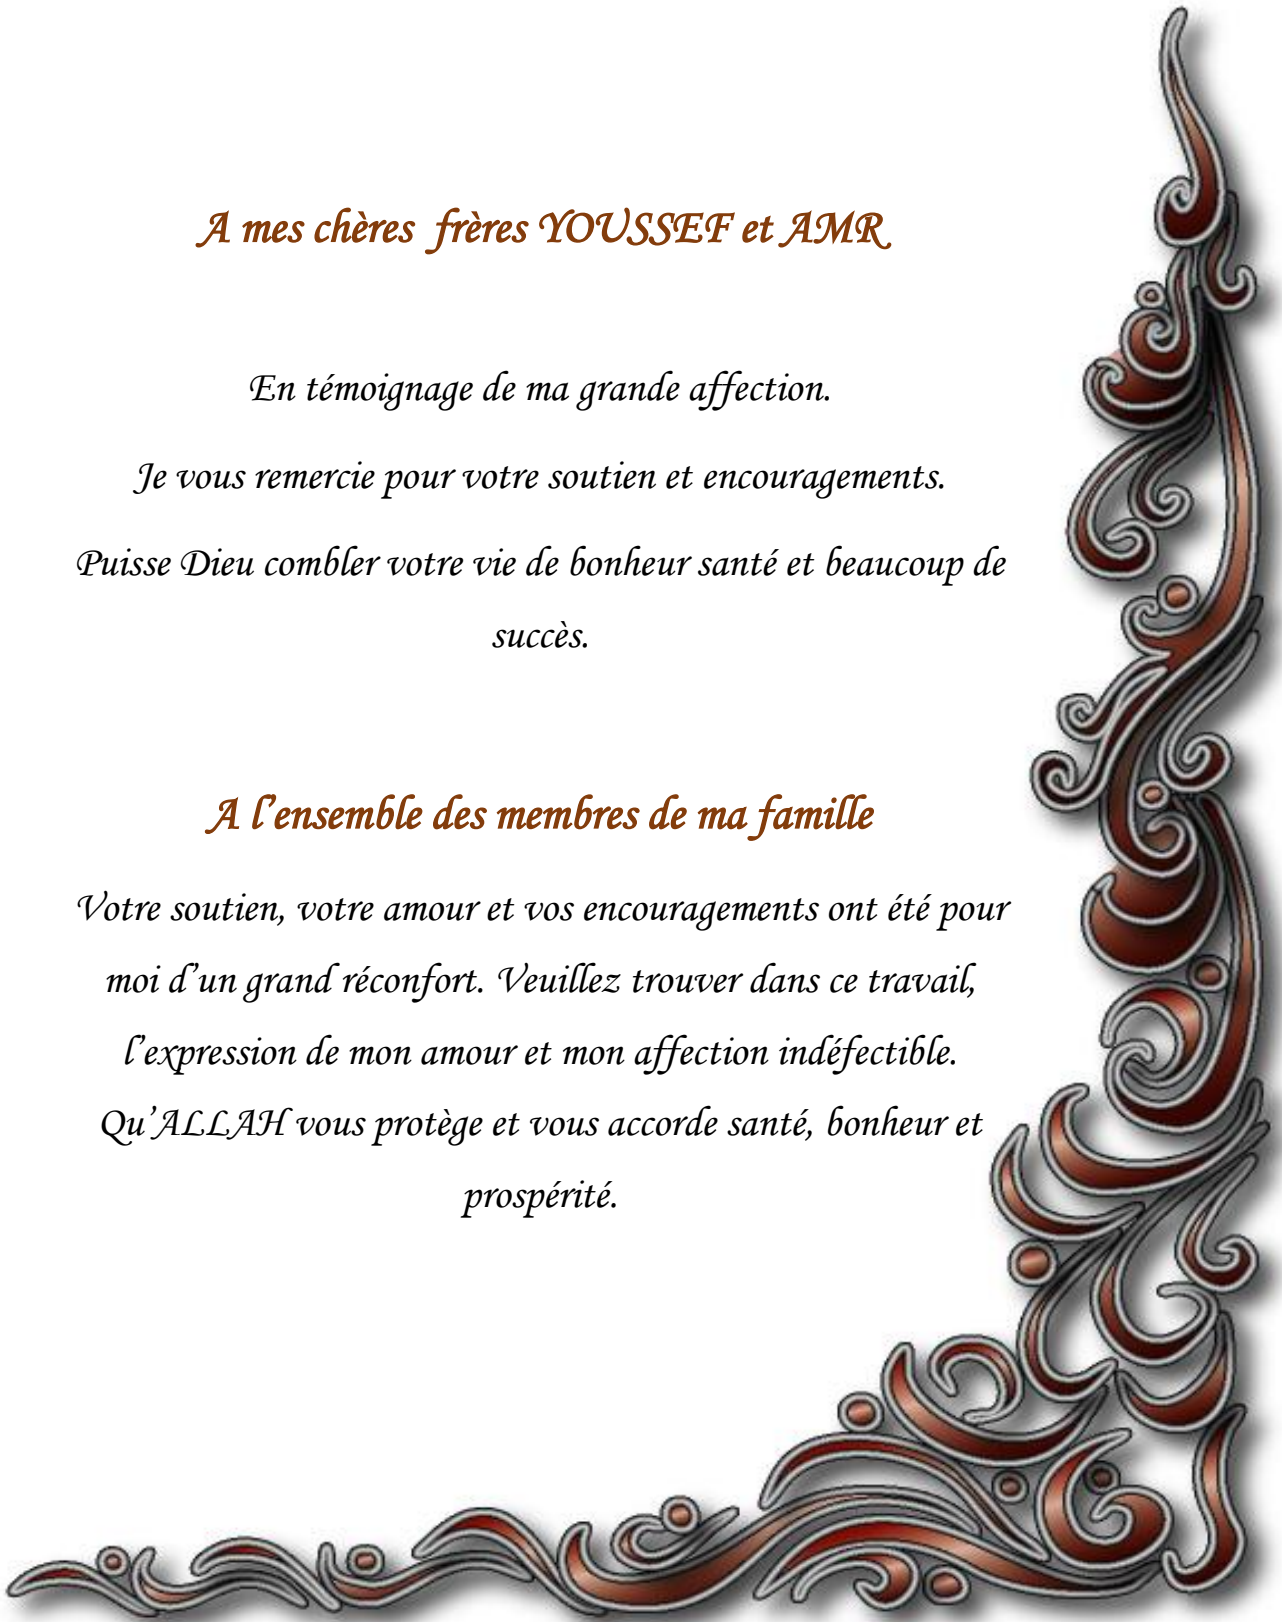 A mes chères frères YOUSSEF et AMR
En témoignage de ma grande affection.
Je vous remercie pour votre soutien et encouragements.
Puisse Dieu combler votre vie de bonheur santé et beaucoup de
succès.
A l’ensemble des membres de ma famille
Votre soutien, votre amour et vos encouragements ont été pour
moi d’un grand réconfort. Veuillez trouver dans ce travail,
l’expression de mon amour et mon affection indéfectible.
Qu’ALLAH vous protège et vous accorde santé, bonheur et
prospérité.